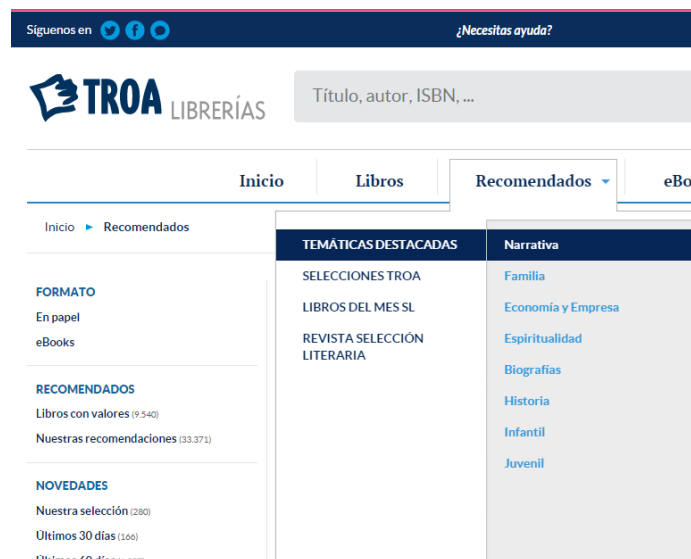 Síguenos en
¿Necesitas ayuda?
TROA LIBRERÍAS
Título, autor, ISBN, ...
Inicio
Libros
Recomendados
Inicio ► Recomendados
TEMÁTICAS DESTACADAS
SELECCIONES TROA
LIBROS DEL MES SL
REVISTA SELECCIÓN
LITERARIA
Narrativa
Familia
Economía y Empresa
Espiritualidad
Biografías
Historia
Infantil
Juvenil
FORMATO
En papel
eBooks
RECOMENDADOS
Libros con valores (9.540)
Nuestras recomendaciones (33.371)
NOVEDADES
Nuestra selección (280)
Últimos 30 días (166)